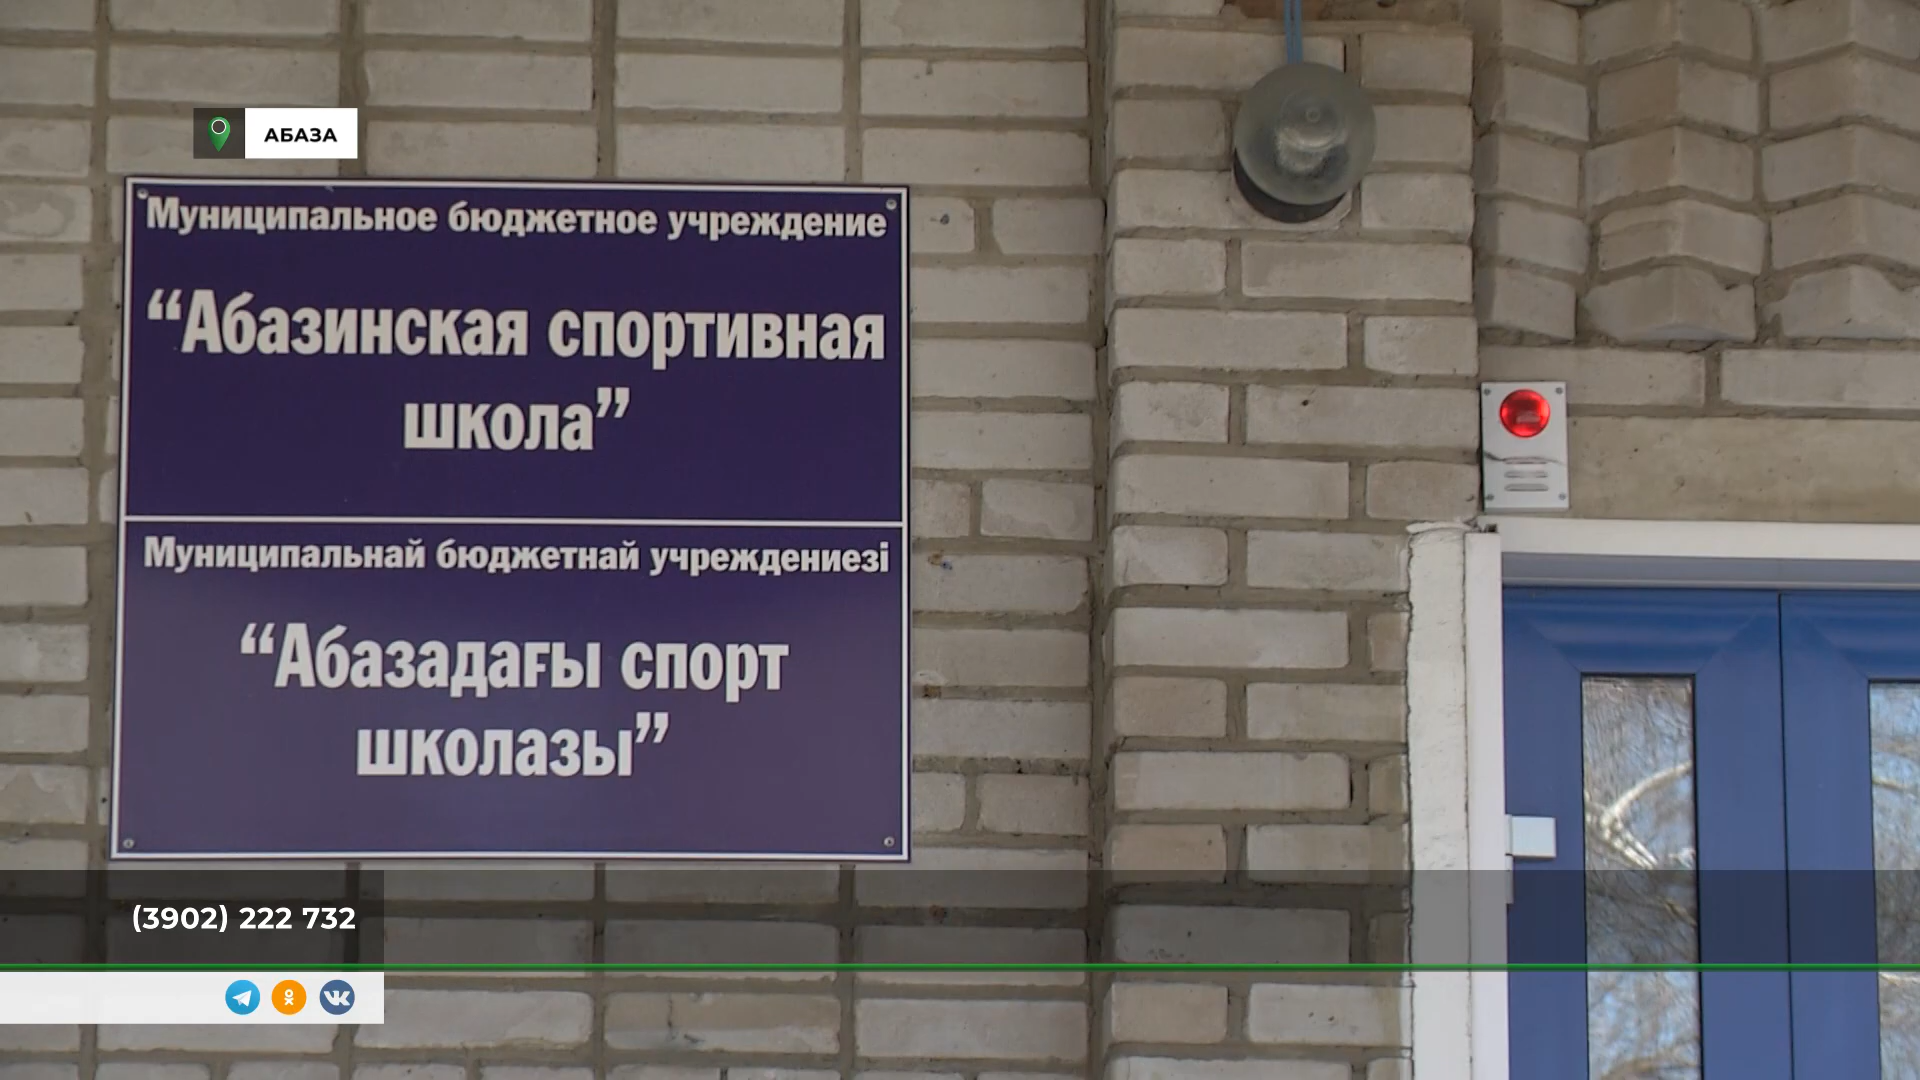 АБАЗА
Муниципальное бюджетное учреждение
“Абазинская спортивная
школа”
Муниципальнай бюджетнай учреждениезі
“Абазадағы спорт
школазы”
(3902) 222 732